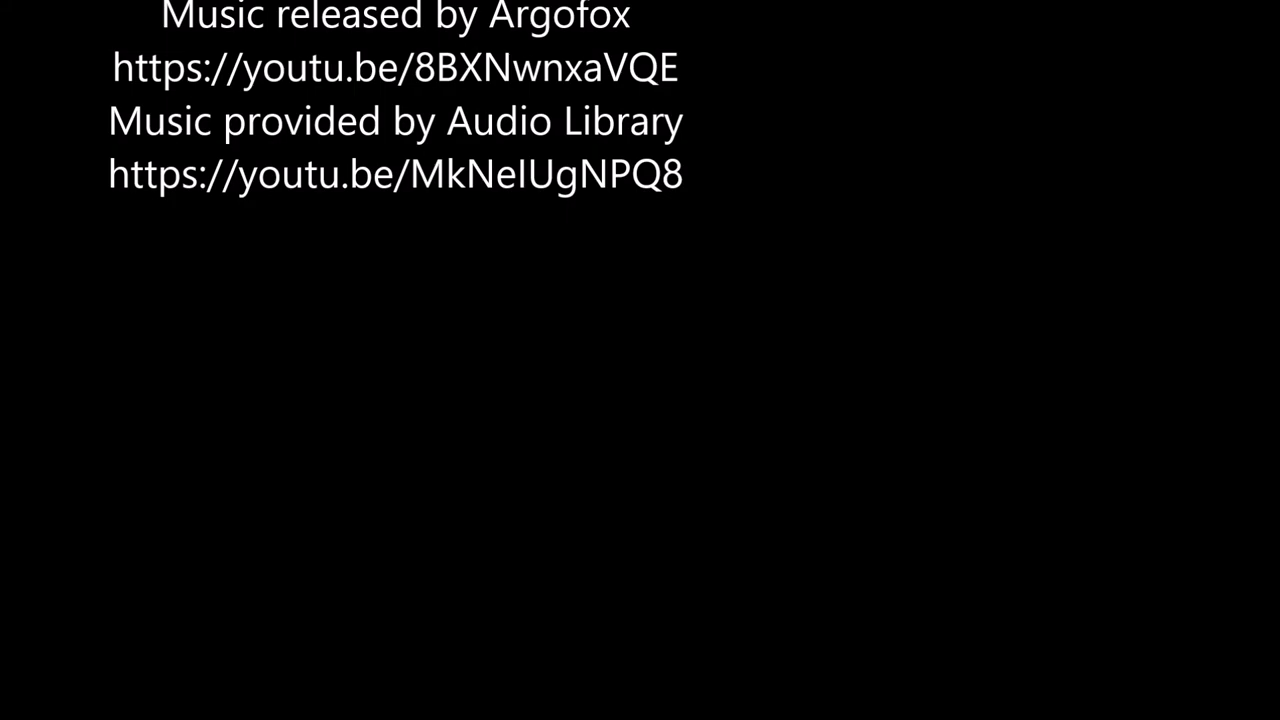 Music released by Argofox
https://youtu.be/8BXNwnxaVQE
Music provided by Audio Library
https://youtu.be/MkNeIUgNPQ8